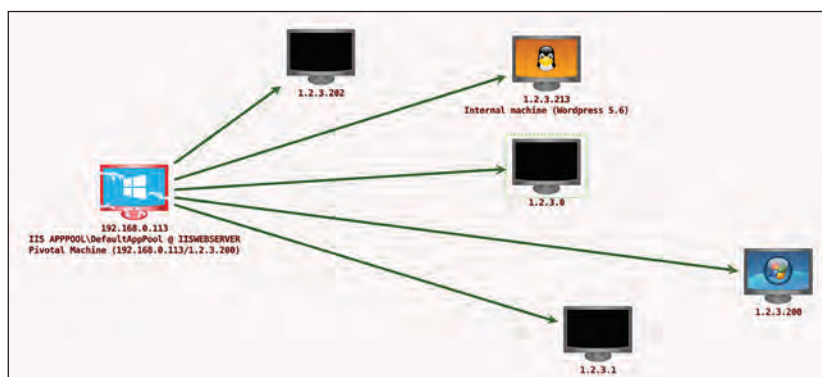 1.2.3.202
1.2.3.213
Internal machine (Wordpress 5.6)
1.2.3.0
192.168.0.113
IIS APPPOOL\DefaultAppPool @ IISWEBSERVER
Pivotal Machine (192.168.0.113/1.2.3.200)
1.2.3.200
1.2.3.1